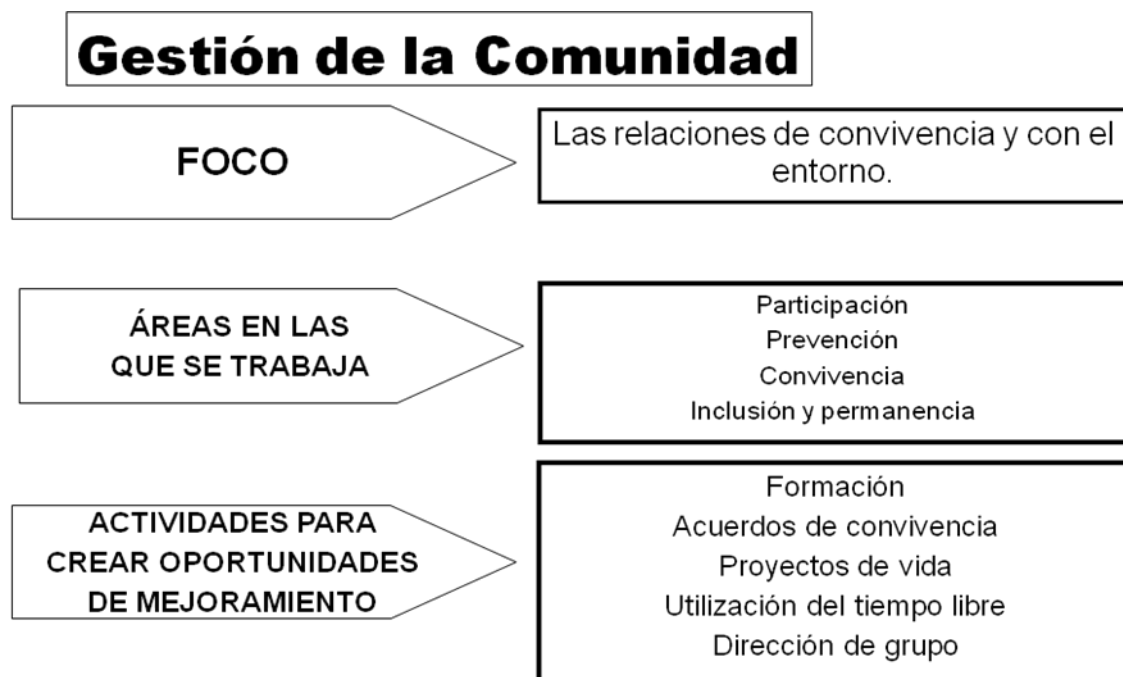 Gestión de la Comunidad
FOCO
Las relaciones de convivencia y con el
entorno.
ÁREAS EN LAS
QUE SE TRABAJA
Participación
Prevención
Convivencia
Inclusión y permanencia
ACTIVIDADES PARA
CREAR OPORTUNIDADES
DE MEJORAMIENTO
Formación
Acuerdos de convivencia
Proyectos de vida
Utilización del tiempo libre
Dirección de grupo